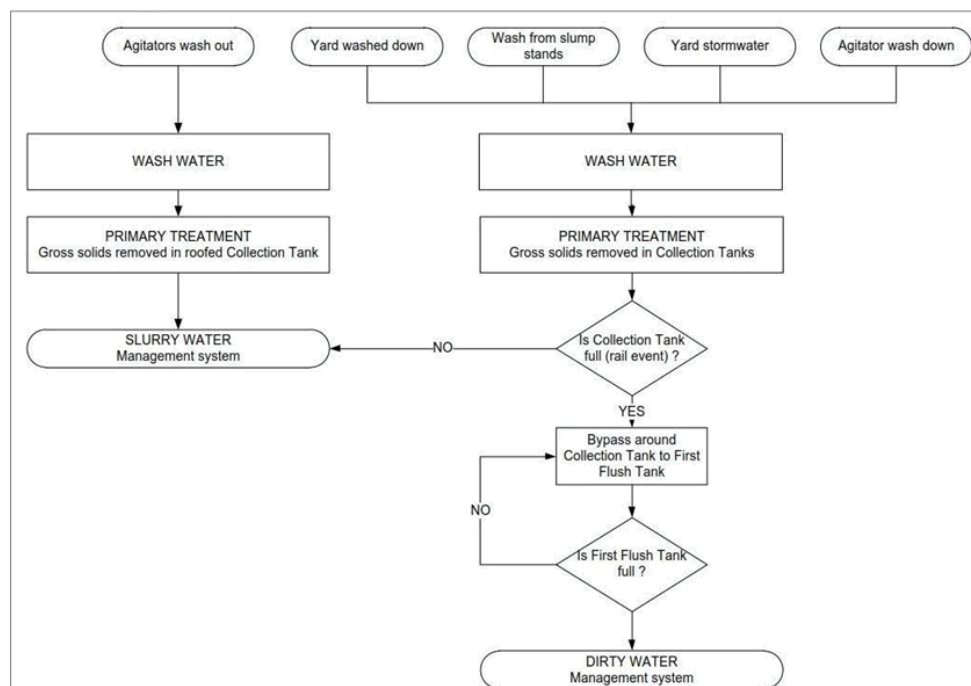 Agitators wash out
Yard washed down
Wash from slump
stands
Yard stormwater
Agitator wash down
WASH WATER
WASH WATER
PRIMARY TREATMENT
Gross solids removed in roofed Collection Tank
PRIMARY TREATMENT
Gross solids removed in Collection Tanks
SLURRY WATER
Management system
NO
Is Collection Tank
full (rail event) ?
YES
Bypass around
Collection Tank to First
Flush Tank
NO
Is First Flush Tank
full ?
DIRTY WATER
Management system